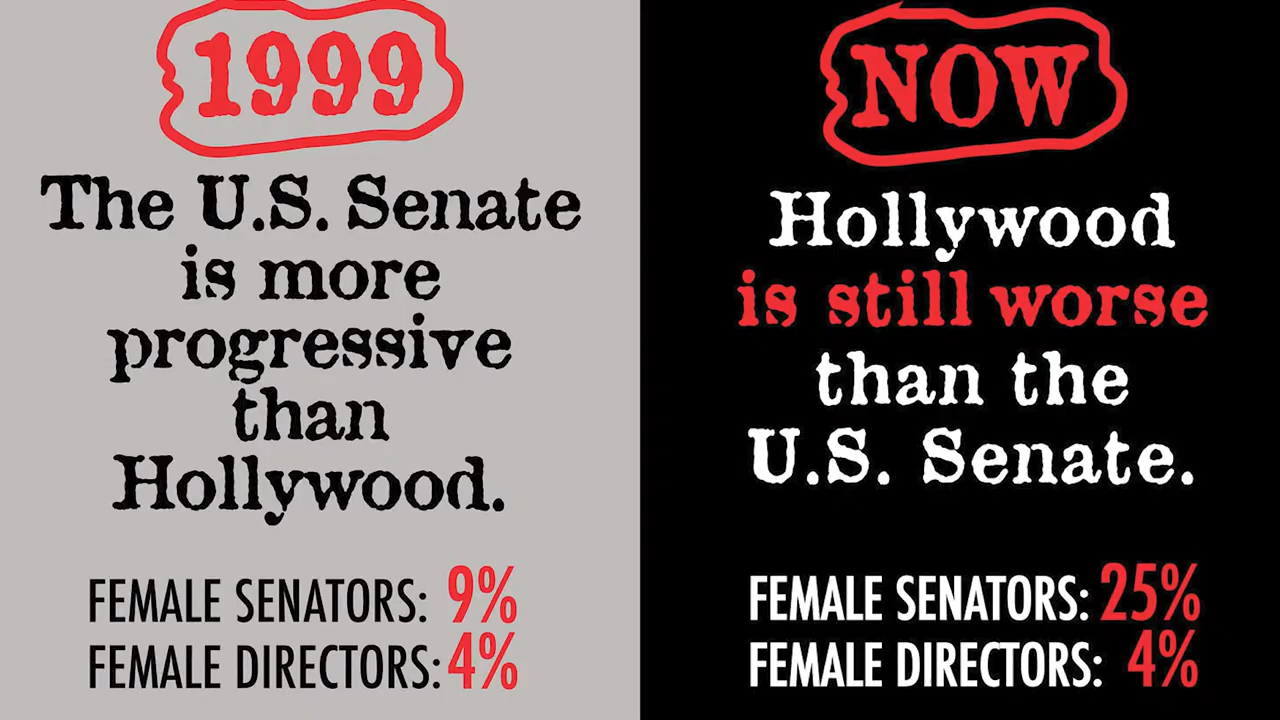 1999
The U.S. Senate
is more
progressive
than
Hollywood.
FEMALE SENATORS: 9%
FEMALE DIRECTORS: 4%
NOW
Hollywood
is still worse
than the
U.S. Senate.
FEMALE SENATORS: 25%
FEMALE DIRECTORS: 4%